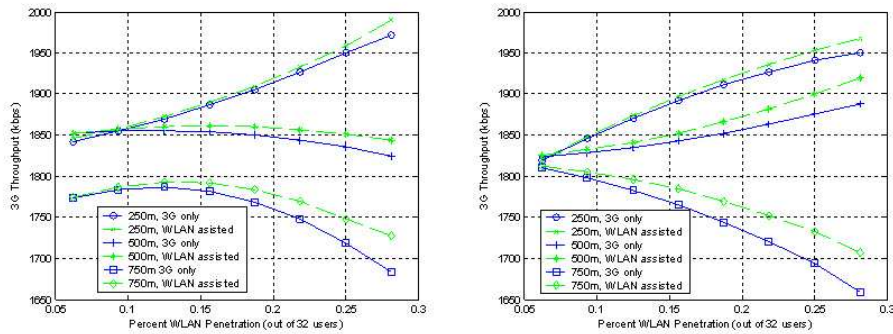 2000
1950
1900
1850
1800
1750
1700
1650
3G Throughput (kbps)
250m, 3G only
250m, WLAN assisted
500m, 3G only
500m, WLAN assisted
750m 3G only
750m, WLAN assisted
0.05 0.1 0.15 0.2 0.25 0.3
Percent WLAN Penetration (out of 32 users)
2000
1950
1900
1850
1800
1750
1700
1650
3G Throughput (kbps)
250m, 3G only
250m, WLAN assisted
500m, 3G only
500m, WLAN assisted
750m, 3G only
750m, WLAN assisted
0.05 0.1 0.15 0.2 0.25 0.3
Percent WLAN Penetration (out of 32 users)